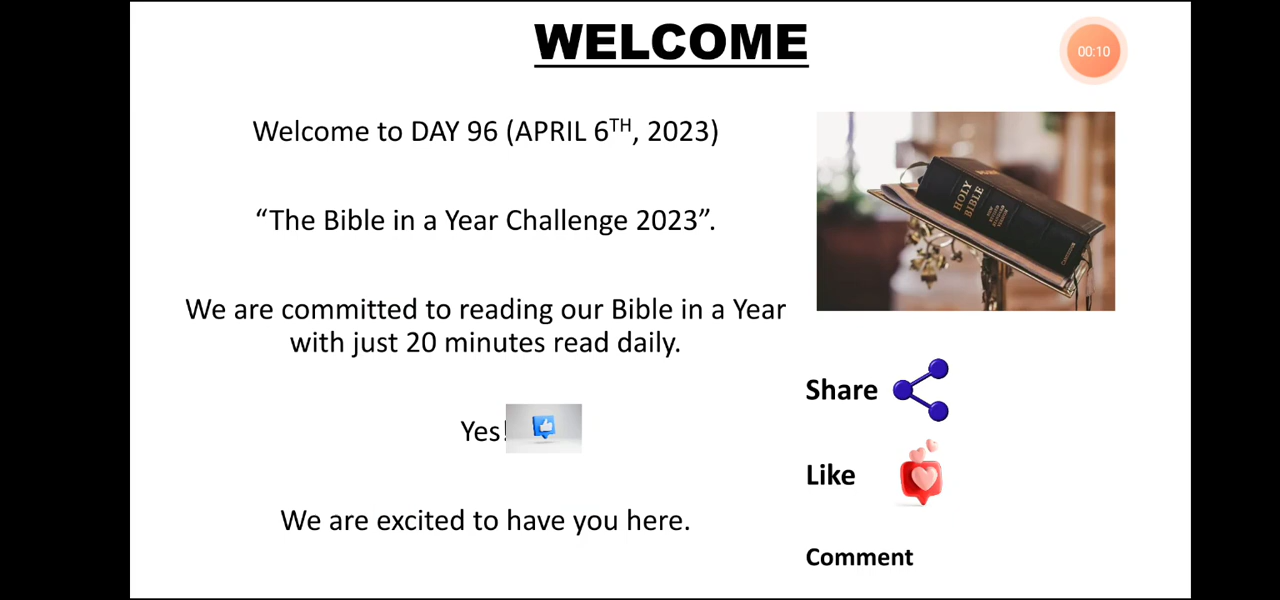 WELCOME
00:10
Welcome to DAY 96 (APRIL 6TH, 2023)
“The Bible in a Year Challenge 2023”.
We are committed to reading our Bible in a Year
with just 20 minutes read daily.
Yes!
We are excited to have you here.
HOLY
BIBLE
Share
Like
Comment